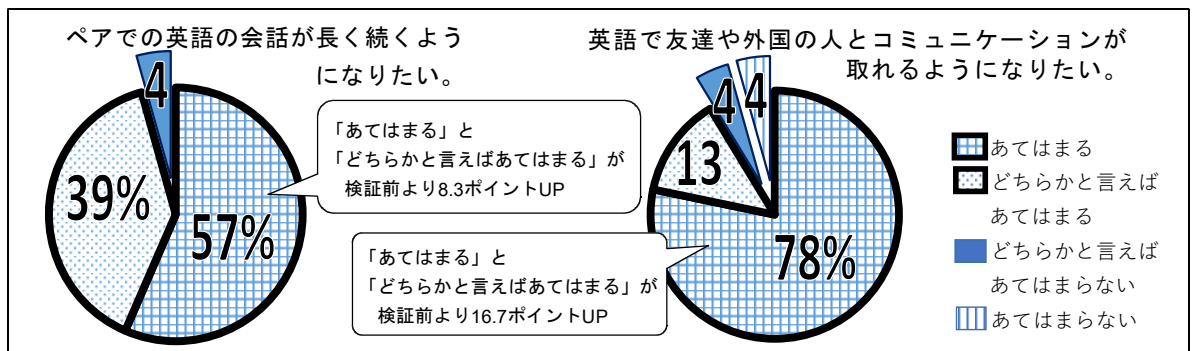 ペアでの英語の会話が長く続くよう
になりたい。
4
39%
57%
「あてはまる」と
「どちらかと言えばあてはまる」が
検証前より8.3ポイントUP
英語で友達や外国の人とコミュニケーションが
取れるようになりたい。
4
4
13
78%
「あてはまる」と
「どちらかと言えばあてはまる」が
検証前より16.7ポイントUP
あてはまる
どちらかと言えば
あてはまる
どちらかと言えば
あてはまらない
あてはまらない